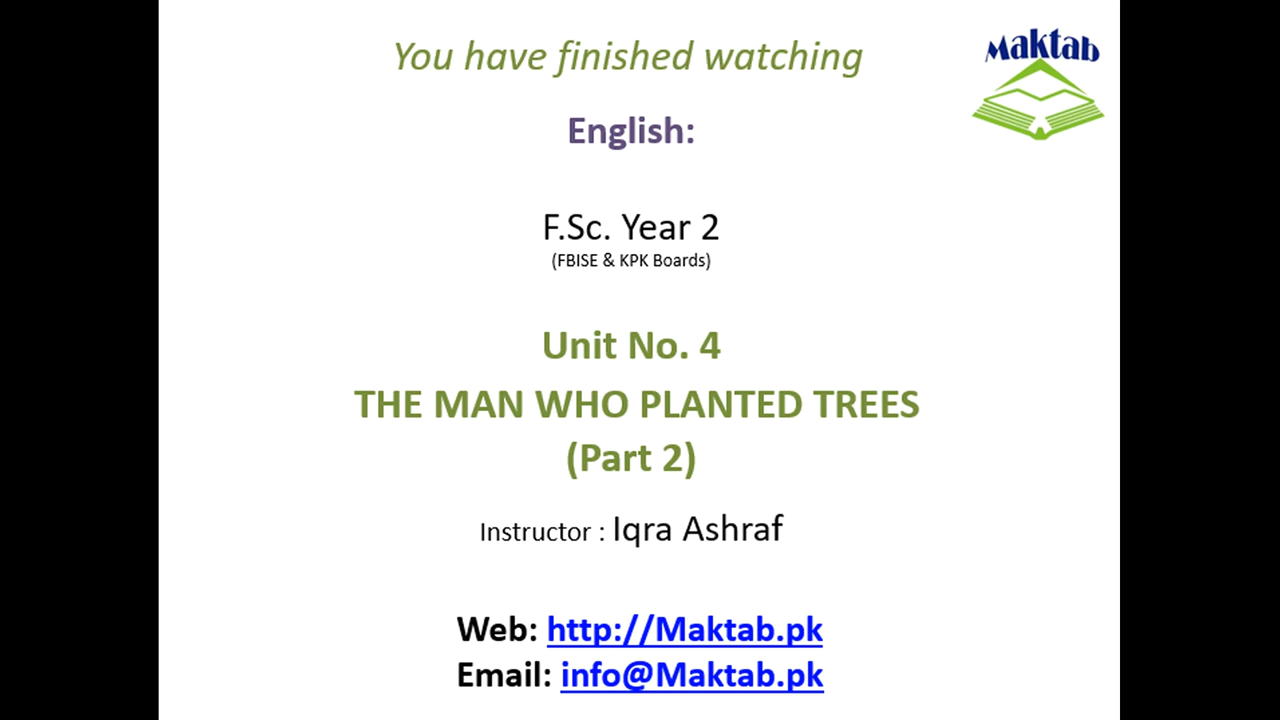 You have finished watching
Maktab
English:
F.Sc. Year 2
(FBISE & KPK Boards)
Unit No. 4
THE MAN WHO PLANTED TREES
(Part 2)
Instructor : Iqra Ashraf
Web: http://Maktab.pk
Email: info@Maktab.pk